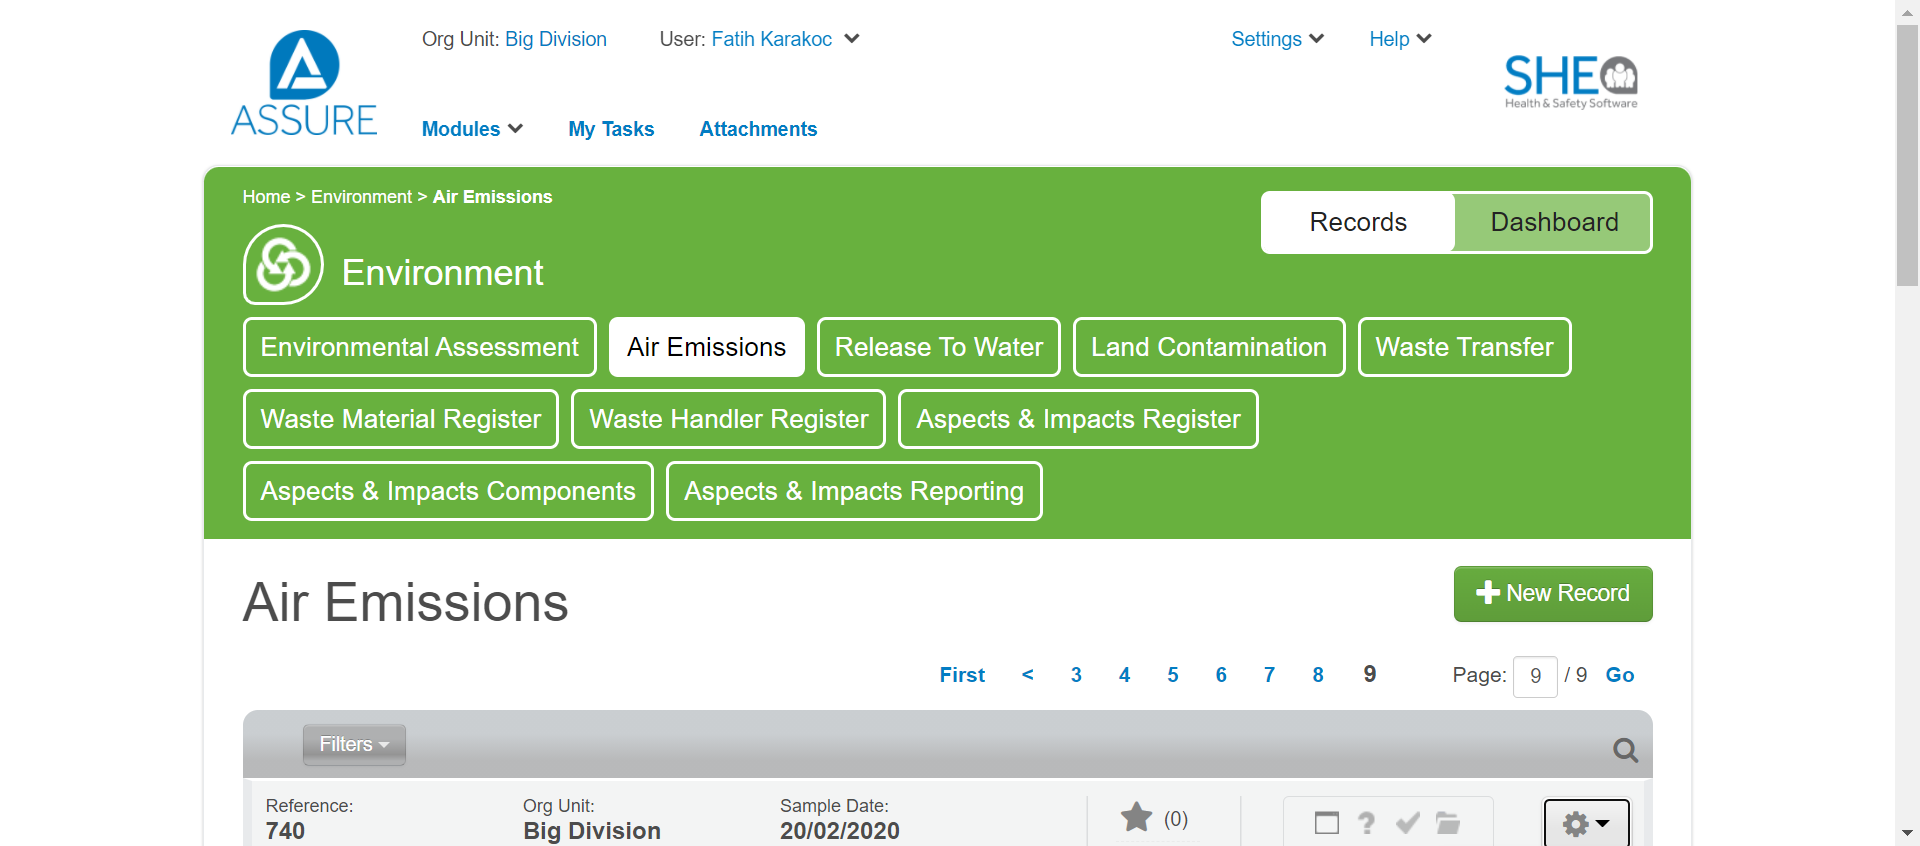 ASSURE
Org Unit: Big Division
User: Fatih Karakoc
Settings
Help
SHE
Health & Safety Software
Modules
My Tasks
Attachments
Home > Environment > Air Emissions
Records
Dashboard
Environment
Environmental Assessment
Air Emissions
Release To Water
Land Contamination
Waste Transfer
Waste Material Register
Waste Handler Register
Aspects & Impacts Register
Aspects & Impacts Components
Aspects & Impacts Reporting
Air Emissions
New Record
First < 3 4 5 6 7 8 9
Page: 9 / 9 Go
Filters
Reference:
740
Org Unit:
Big Division
Sample Date:
20/02/2020
(0)
?